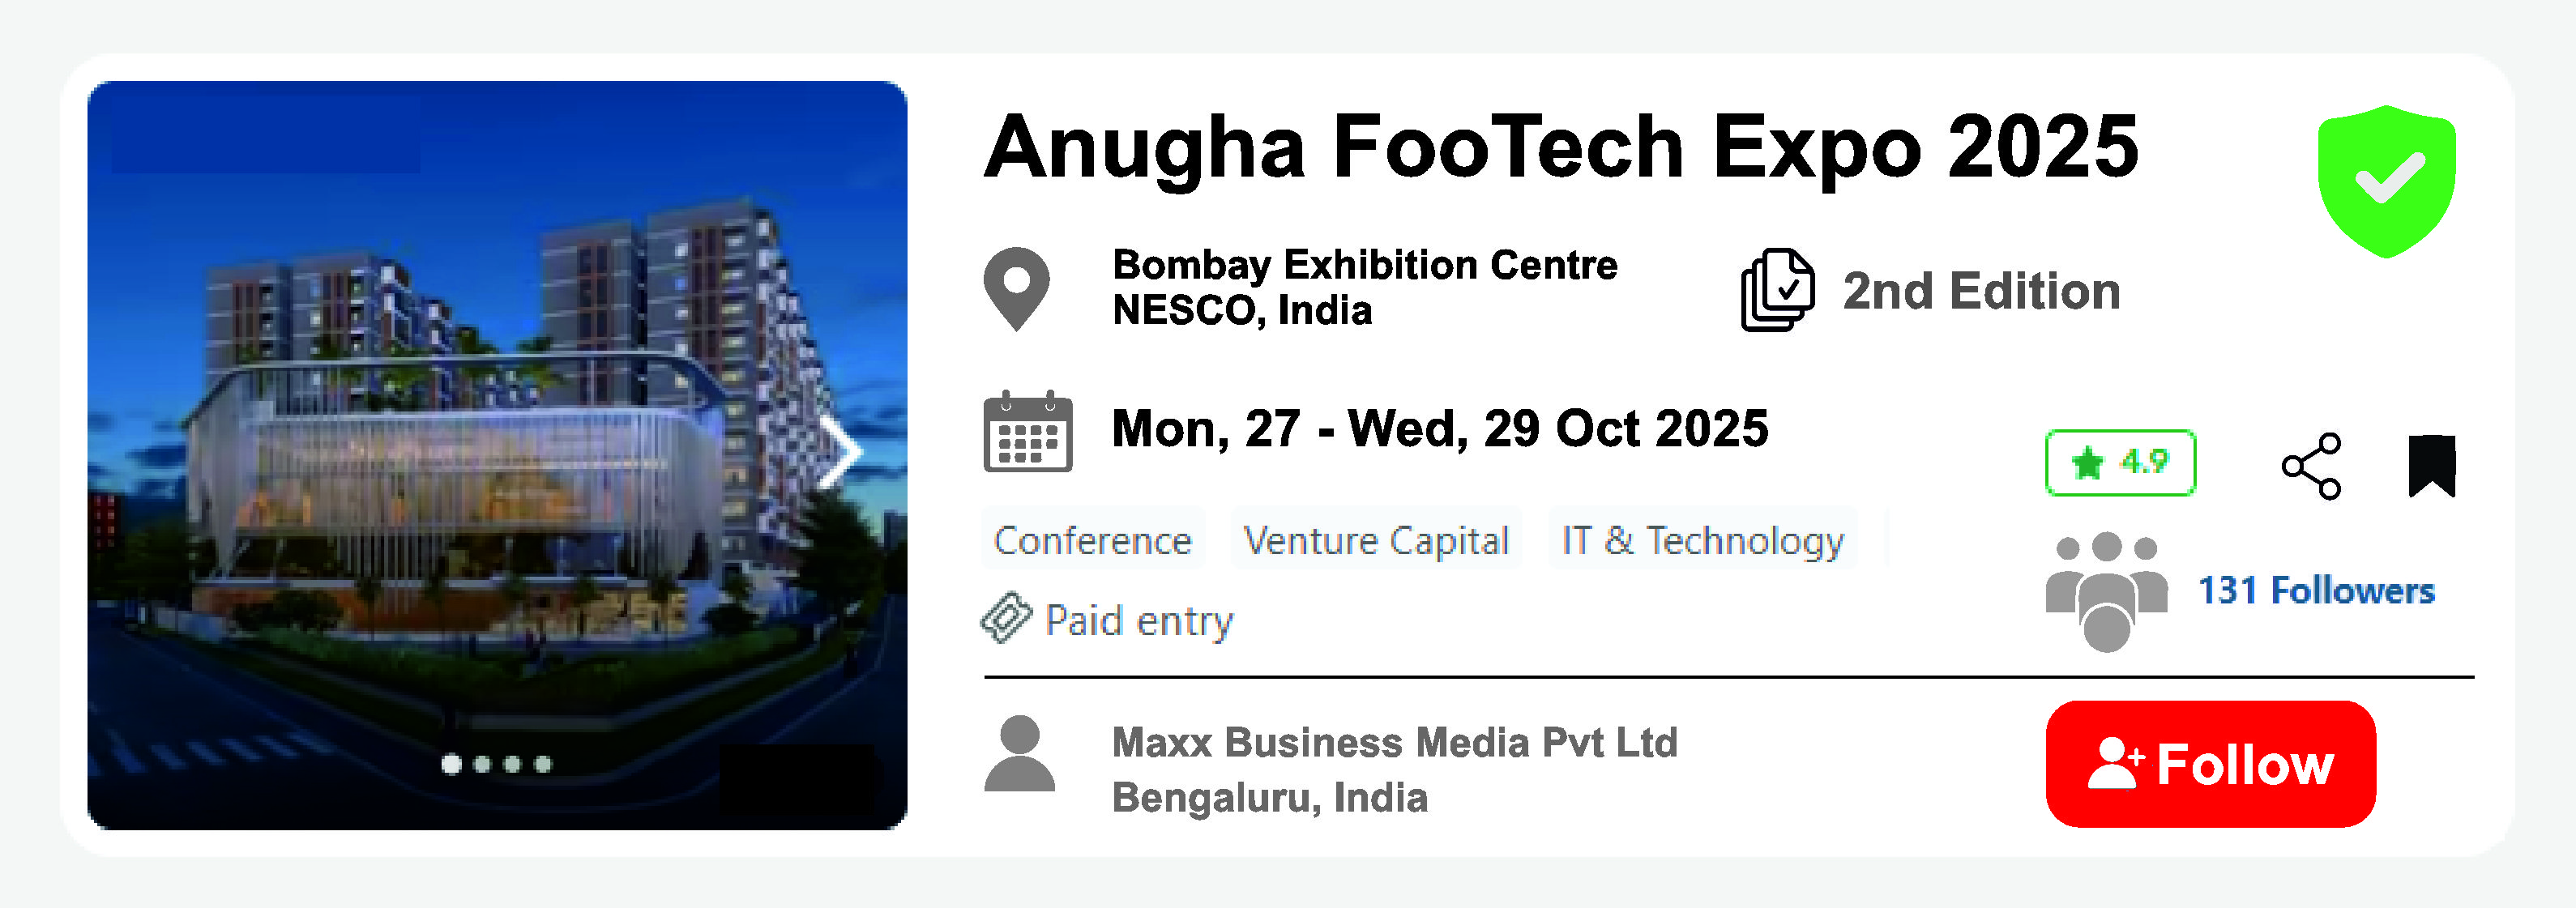 Anugha FooTech Expo 2025
Bombay Exhibition Centre
NESCO, India
2nd Edition
Mon, 27 - Wed, 29 Oct 2025
4.9
Conference Venture Capital IT & Technology
131 Followers
Paid entry
Maxx Business Media Pvt Ltd
Bengaluru, India
Follow